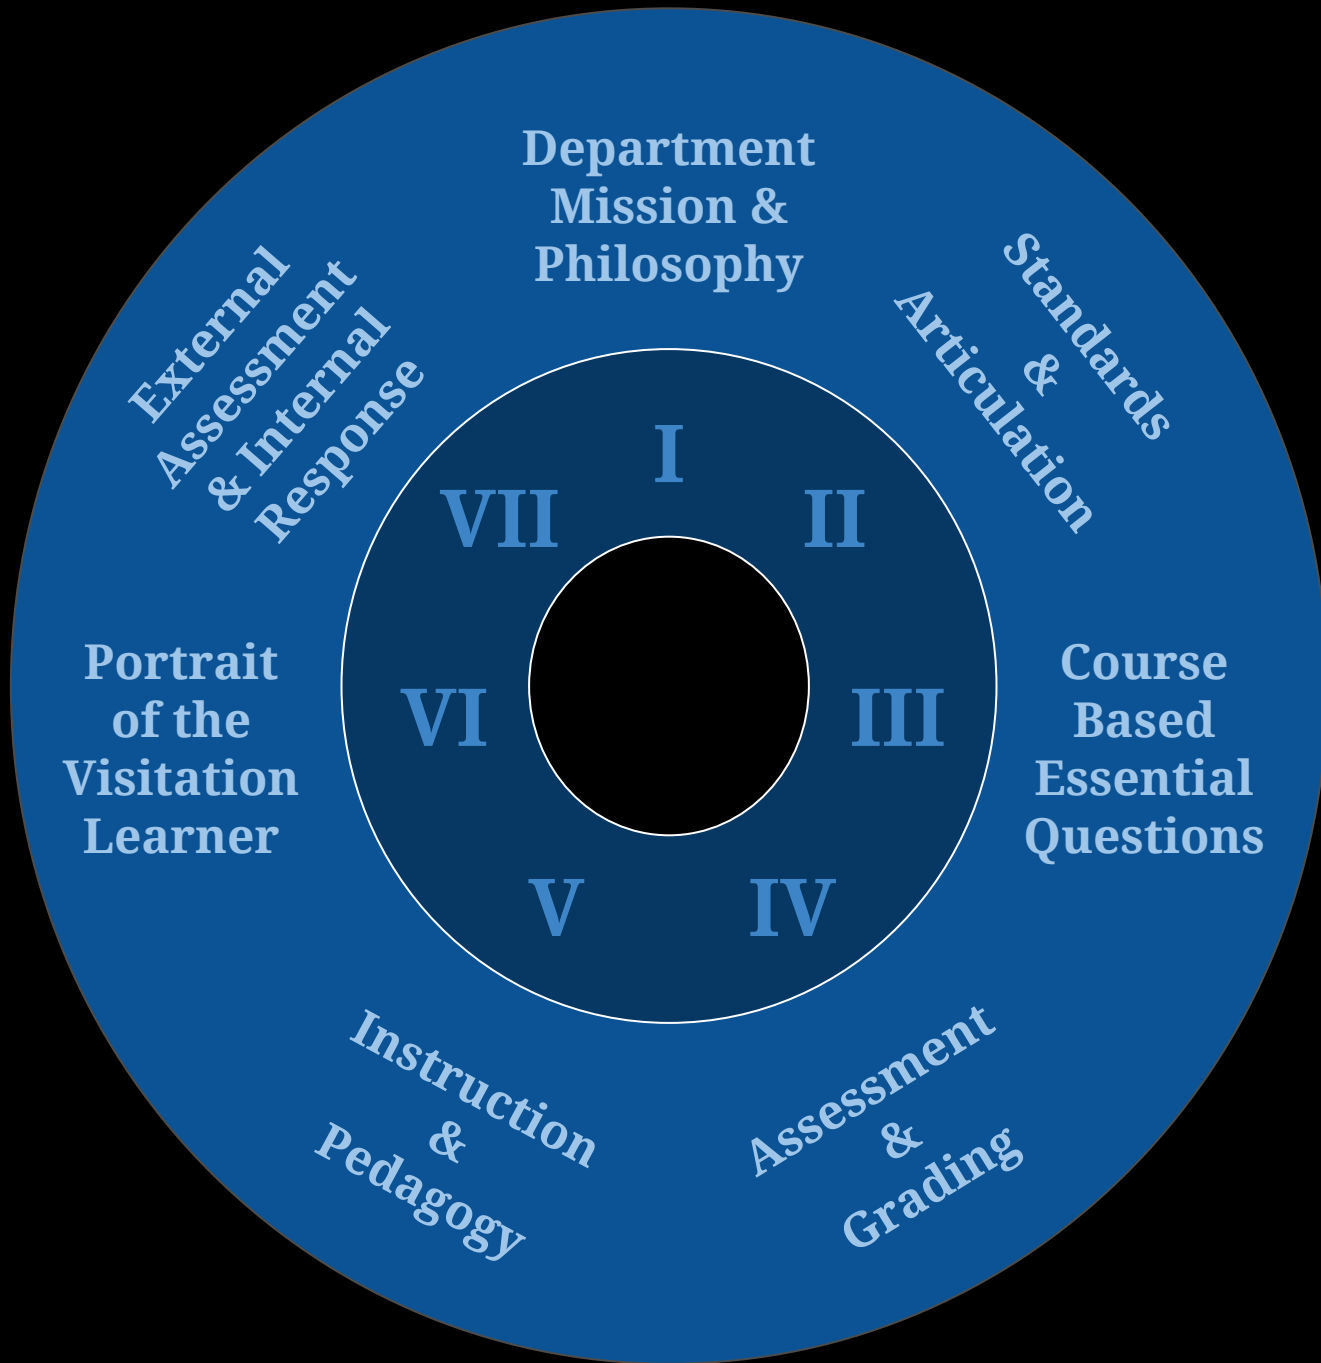 Department
Mission &
Philosophy
Standards
&
Articulation
Course
Based
Essential
Questions
Assessment
&
Grading
Instruction
&
Pedagogy
Portrait
of the
Visitation
Learner
External
Assessment
& Internal
Response
I
II
III
IV
V
VI
VII